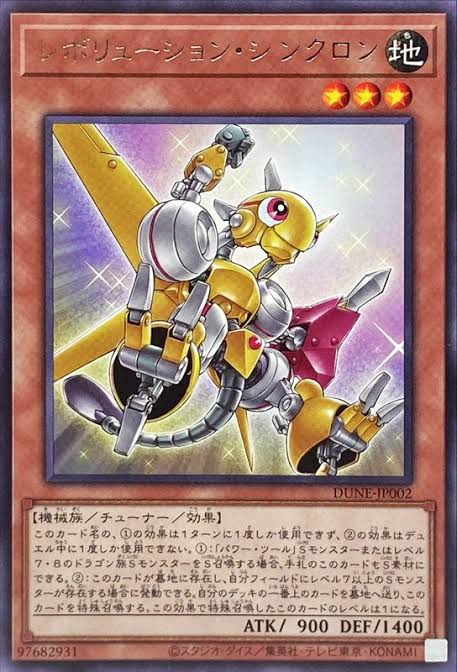 レボリューション・シンクロン
地
DUNE-JP002
【機械族/チューナー/効果】
このカード名の、①の効果は1ターンに1度しか使用できず、②の効果はデュ
エル中に1度しか使用できない。①:「パワー・ツール」Sモンスターまたはレベル
7・8のドラゴン族SモンスターをS召喚する場合、手札のこのカードもS素材に
できる。②:このカードが墓地に存在し、自分フィールドにレベル7以上のSモン
スターが存在する場合に発動できる。自分のデッキの一番上のカードを墓地へ送り、この
カードを特殊召喚する。この効果で特殊召喚したこのカードのレベルは1になる。
ATK/ 900 DEF/1400
97682931 ©スタジオ・ダイス/集英社・テレビ東京・KONAMI